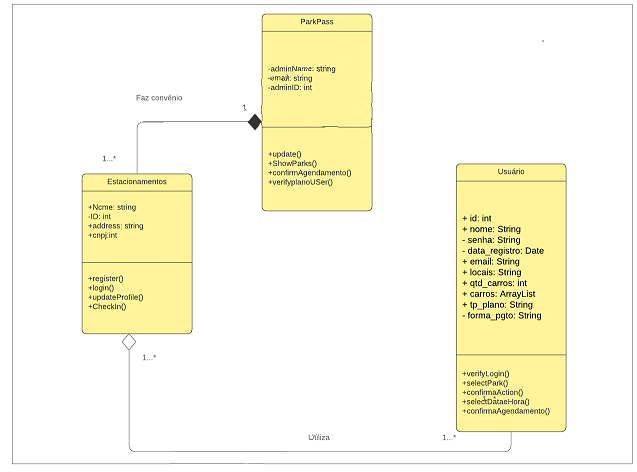 ParkPass
-adminName: string
-email: string
-adminID: int
+update()
+ShowParks()
+confirmAgendamento()
+verifyplanoUSer()
Faz convênio
1
1...*
Estacionamentos
+Ncme: string
-ID: int
+address: string
+cnpj:int
+register()
+login()
+updateProfile()
+CheckIn()
1...*
Usuário
+ id: int
+ nome: String
- senha: String
- data_registro: Date
+ email: String
+ locais: String
+ qtd_carros: int
+ carros: ArrayList
+ tp_plano: String
- forma_pgto: String
+verifyLogin()
+selectPark()
+confirmaAction()
+selectDataeHora()
+confirmaAgendamento()
Utiliza
1...*